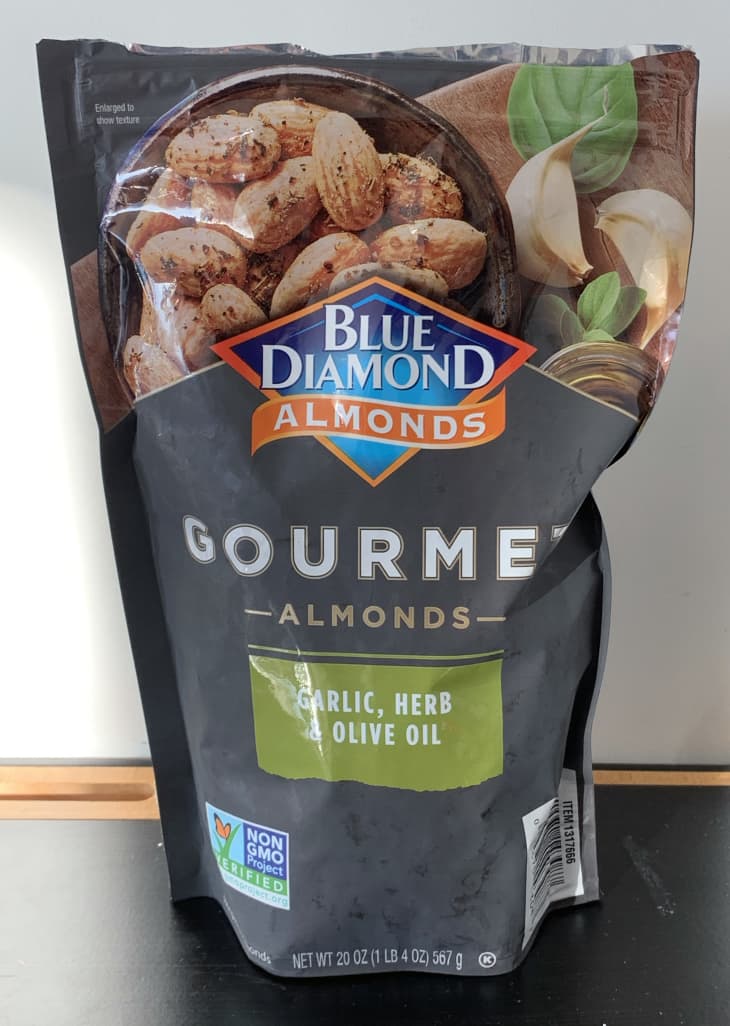 Enlarged to
show texture
BLUE
DIAMOND
ALMONDS
GOURMET
—ALMONDS—
GARLIC, HERB
& OLIVE OIL
NON
GMO
Project
VERIFIED
ITEM 1317666
NET WT 20 OZ (1 LB 4 OZ) 567 g K